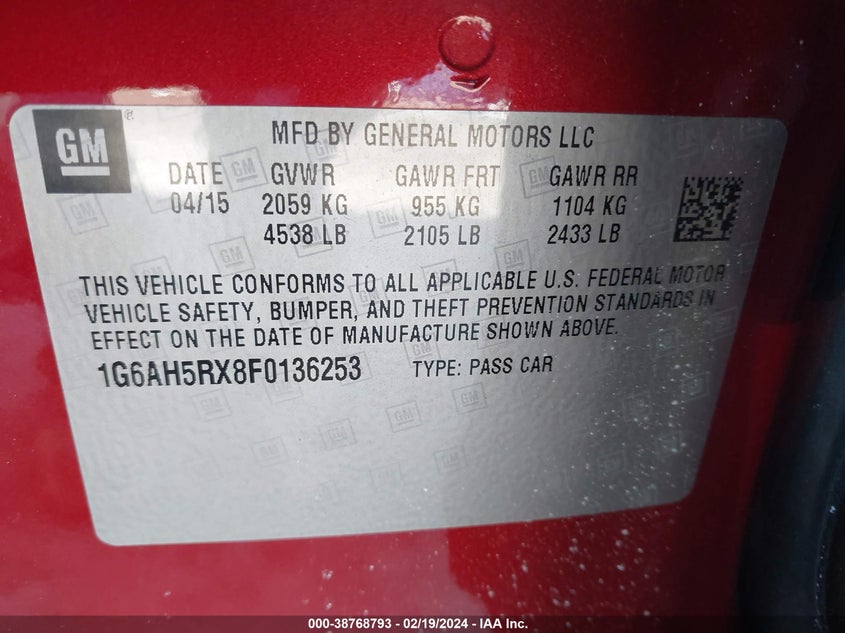 GM
MFD BY GENERAL MOTORS LLC
DATE GVWR GAWR FRT GAWR RR
04/15 2059 KG 955 KG 1104 KG
4538 LB 2105 LB 2433 LB
THIS VEHICLE CONFORMS TO ALL APPLICABLE U.S. FEDERAL MOTOR
VEHICLE SAFETY, BUMPER, AND THEFT PREVENTION STANDARDS IN
EFFECT ON THE DATE OF MANUFACTURE SHOWN ABOVE.
1G6AH5RX8F0136253 TYPE: PASS CAR
000-38768793 - 02/19/2024 - IAA Inc.